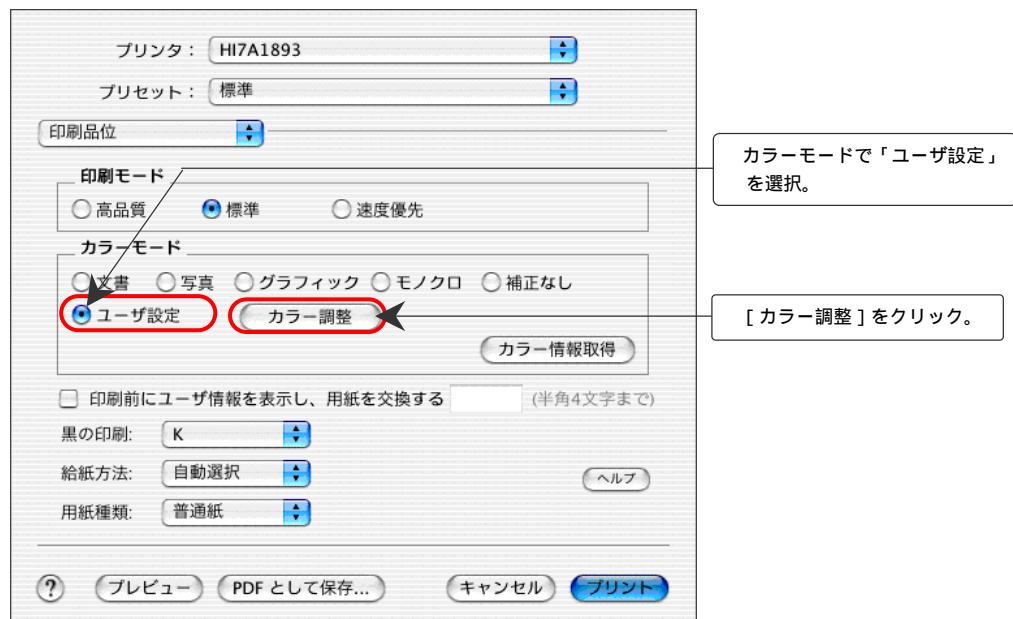 プリンタ： HI7A1893
プリセット： 標準
印刷品位
カラーモードで「ユーザ設定」
を選択。
印刷モード
高品質 標準 速度優先
カラーモード
文書 写真 グラフィック モノクロ 補正なし
ユーザ設定 カラー調整
[カラー調整]をクリック。
カラー情報取得
印刷前にユーザ情報を表示し、用紙を交換する (半角4文字まで)
黒の印刷: K
給紙方法: 自動選択
ヘルプ
用紙種類: 普通紙
? プレビュー PDF として保存... キャンセル プリント